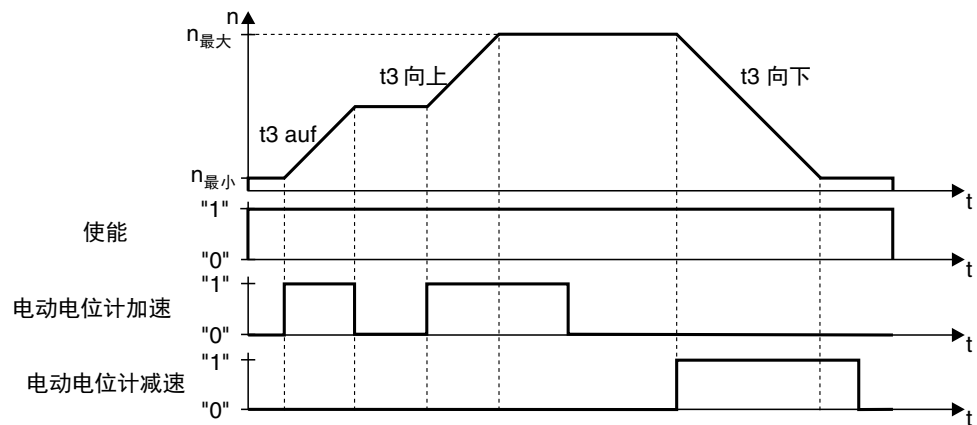 n
n最大
t3 向上
t3 向下
t3 auf
n最小
t
使能
"1"
"0"
t
电动电位计加速
"1"
"0"
t
电动电位计减速
"1"
"0"
t